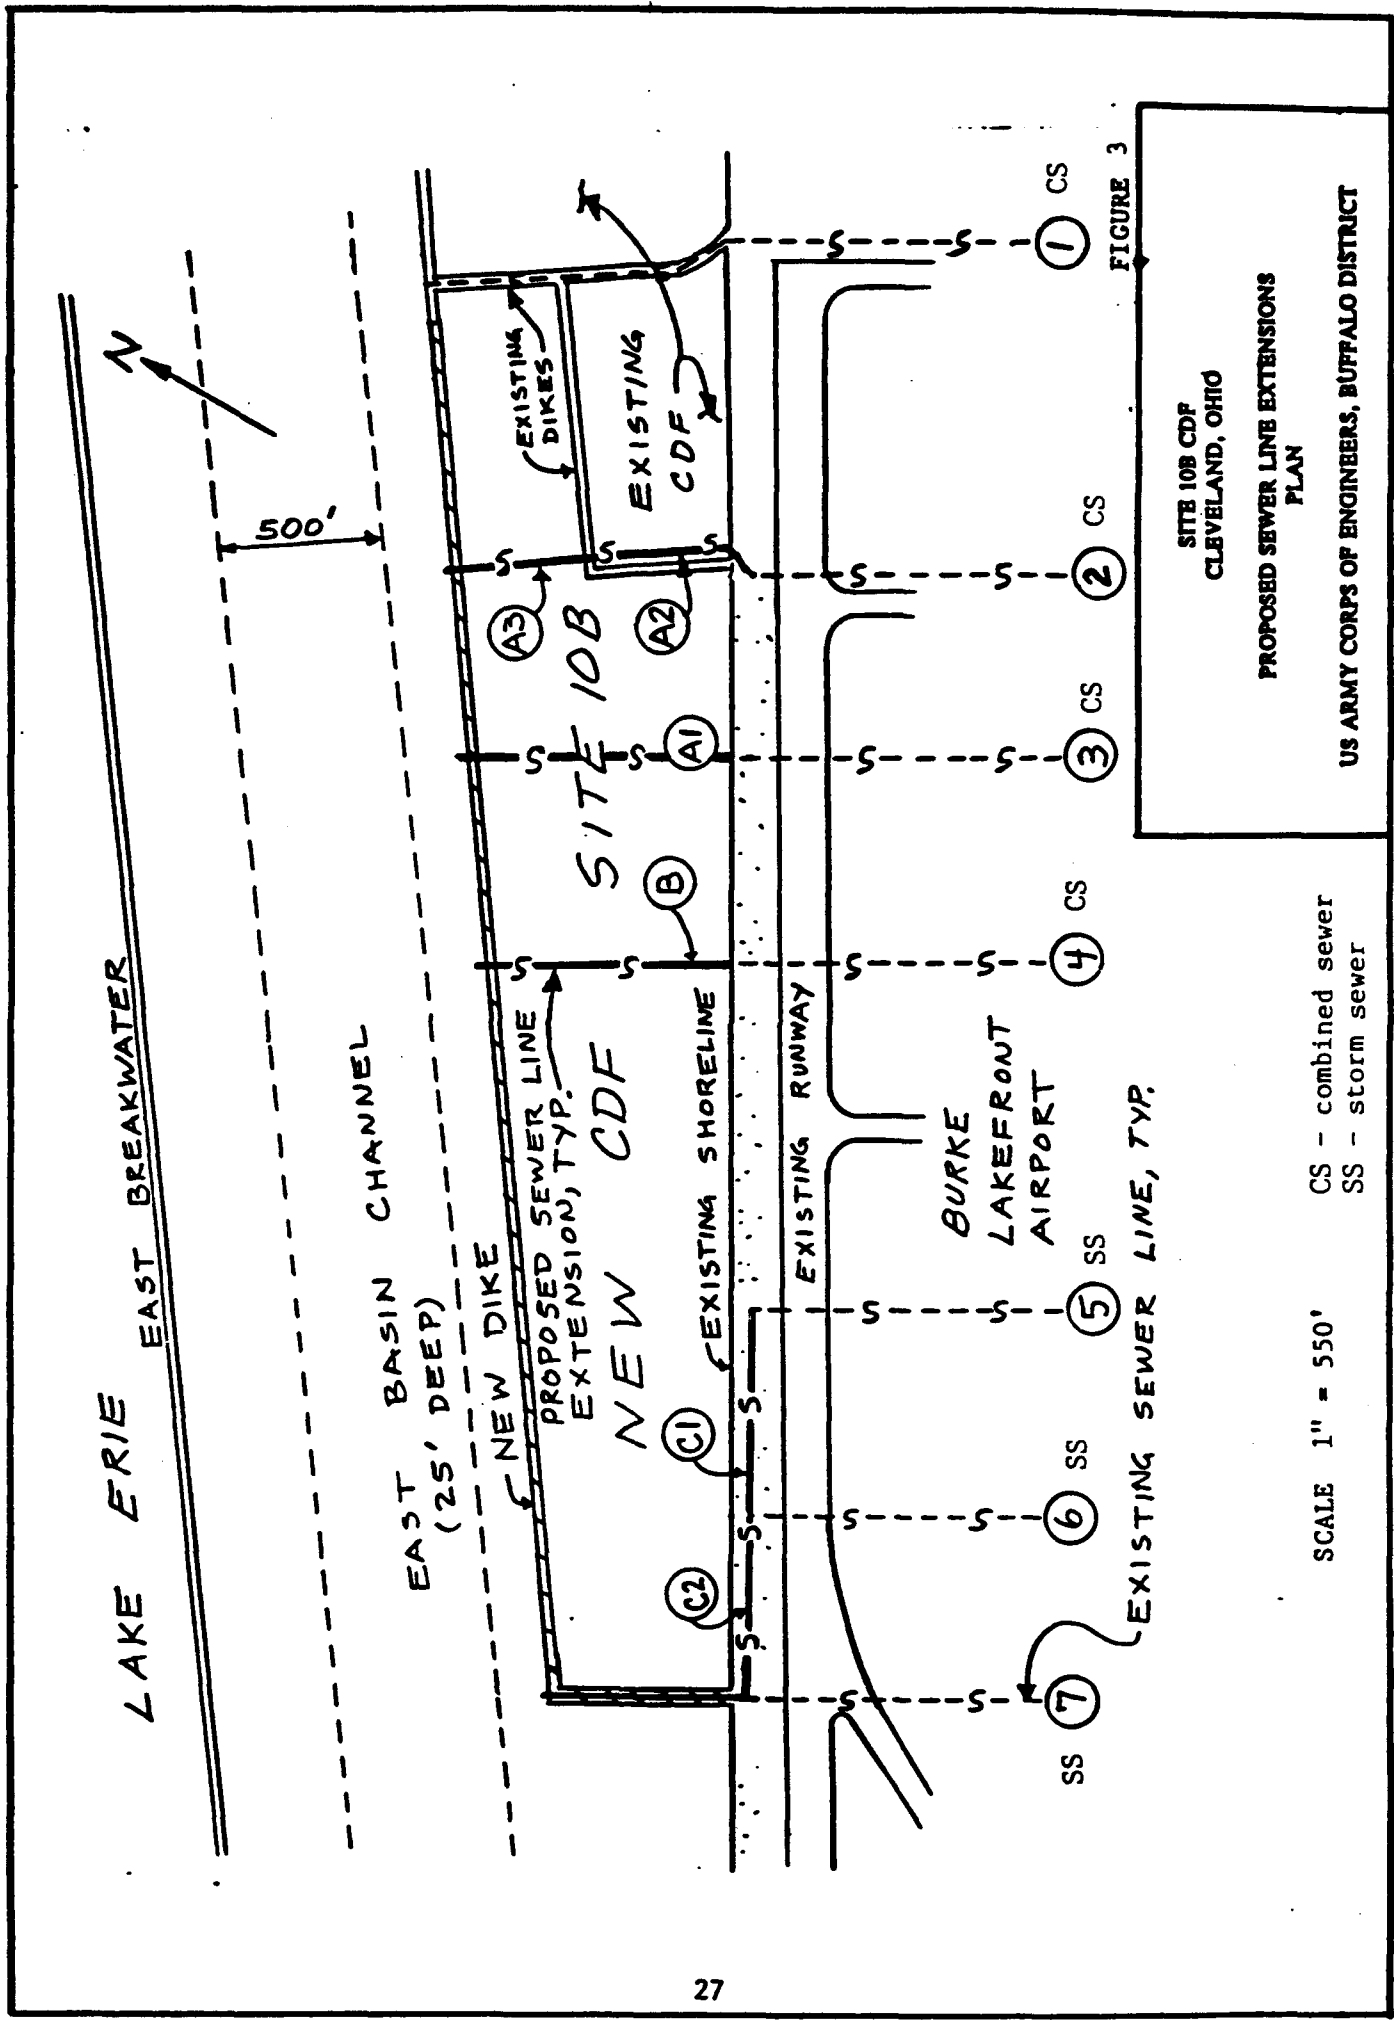 LAKE ERIE
EAST BREAKWATER
N
500'
EAST BASIN CHANNEL
(25' DEEP)
NEW DIKE
PROPOSED SEWER LINE
EXTENSION, TYP.
NEW CDF
SITE 10B
EXISTING
DIKES
EXISTING
CDF
A3
A2
A1
B
C1
C2
EXISTING SHORELINE
EXISTING RUNWAY
BURKE
LAKEFRONT
AIRPORT
S S S S S S S
S S S S S S S
S S S S S S S
S S S
SS 7
6 SS
5 SS
4 CS
3 CS
2 CS
1 CS
EXISTING SEWER LINE, TYP.
FIGURE 3
SITE 10B CDF
CLEVELAND, OHIO
PROPOSED SEWER LINE EXTENSIONS
PLAN
US ARMY CORPS OF ENGINEERS, BUFFALO DISTRICT
SCALE 1" = 550'
CS - combined sewer
SS - storm sewer
27